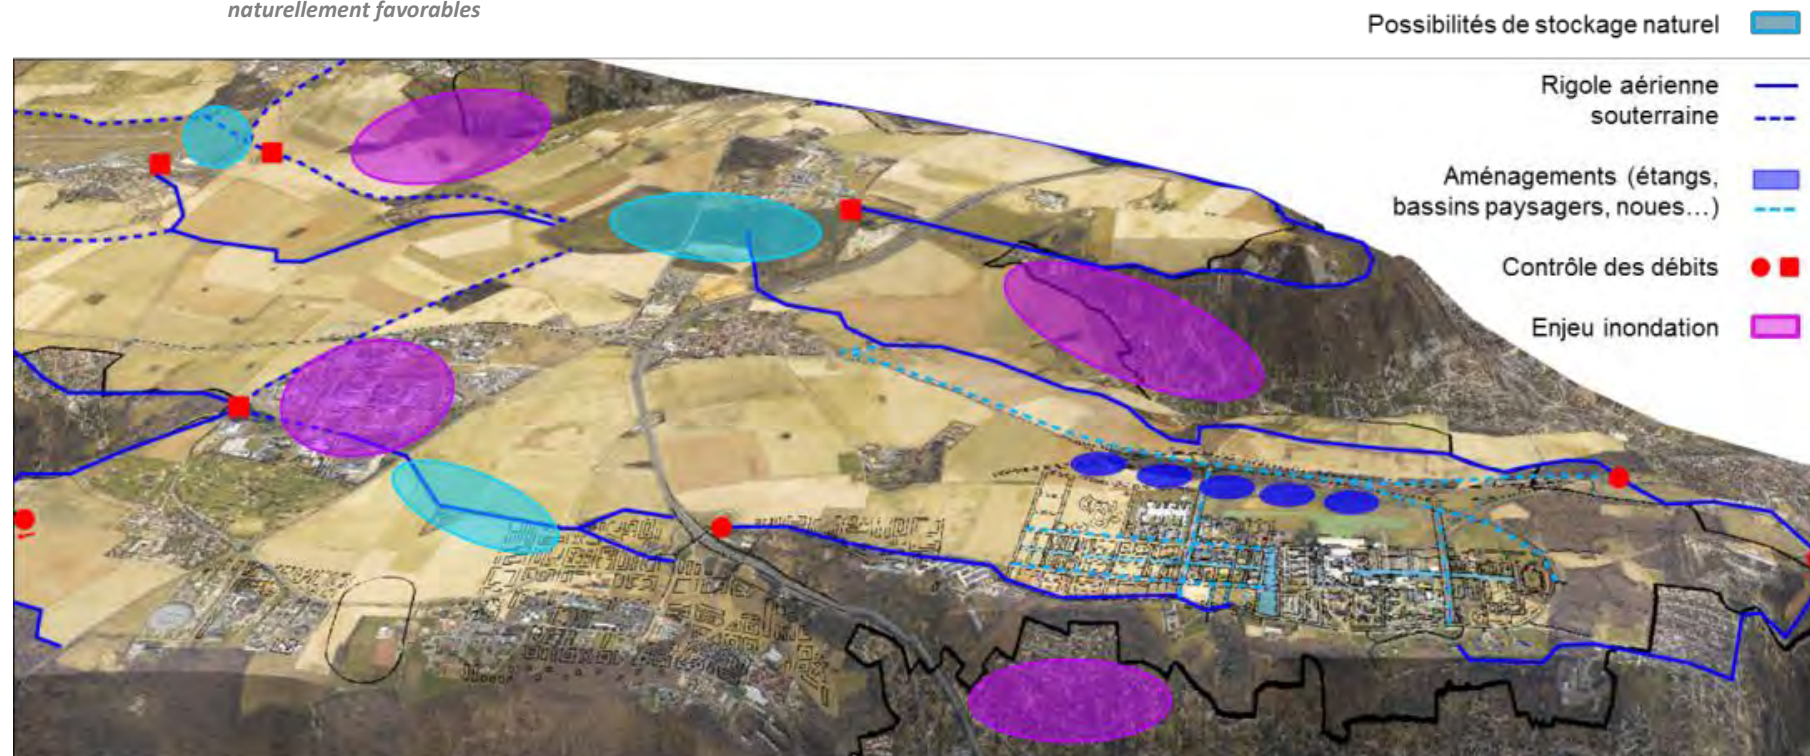 naturellement favorables
Possibilités de stockage naturel
Rigole aérienne
souterraine
Aménagements (étangs,
bassins paysagers, noues…)
Contrôle des débits
Enjeu inondation